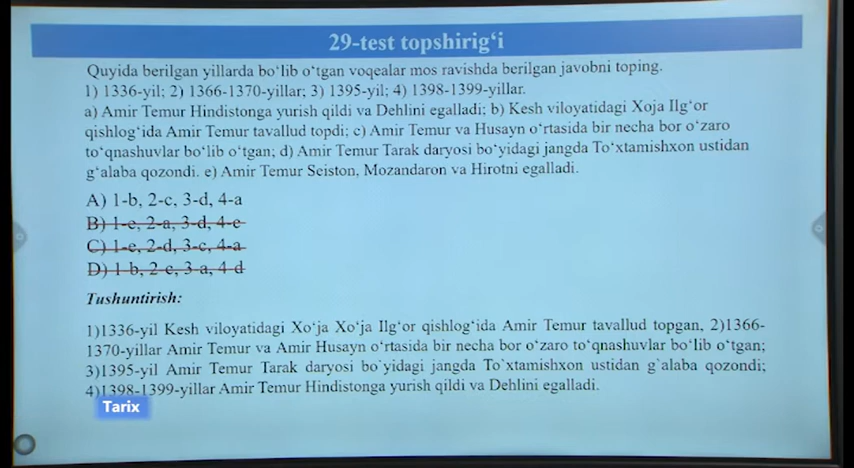 29-test topshirig‘i
Quyida berilgan yillarda bo‘lib o‘tgan voqealar mos ravishda berilgan javobni toping.
1) 1336-yil; 2) 1366-1370-yillar; 3) 1395-yil; 4) 1398-1399-yillar.
a) Amir Temur Hindistonga yurish qildi va Dehlini egalladi; b) Kesh viloyatidagi Xoja Ilg‘or
qishlog‘ida Amir Temur tavallud topdi; c) Amir Temur va Husayn o‘rtasida bir necha bor o‘zaro
to‘qnashuvlar bo‘lib o‘tgan; d) Amir Temur Tarak daryosi bo‘yidagi jangda To‘xtamishxon ustidan
g‘alaba qozondi. e) Amir Temur Seiston, Mozandaron va Hirotni egalladi.
A) 1-b, 2-c, 3-d, 4-a
B) 1-c, 2-a, 3-d, 4-e
C) 1-e, 2-d, 3-c, 4-a
D) 1-b, 2-c, 3-a, 4-d
Tushuntirish:
1)1336-yil Kesh viloyatidagi Xo‘ja Xo‘ja Ilg‘or qishlog‘ida Amir Temur tavallud topgan, 2)1366-
1370-yillar Amir Temur va Amir Husayn o‘rtasida bir necha bor o‘zaro to‘qnashuvlar bo‘lib o‘tgan;
3)1395-yil Amir Temur Tarak daryosi bo`yidagi jangda To`xtamishxon ustidan g`alaba qozondi;
4)1398-1399-yillar Amir Temur Hindistonga yurish qildi va Dehlini egalladi.
Tarix